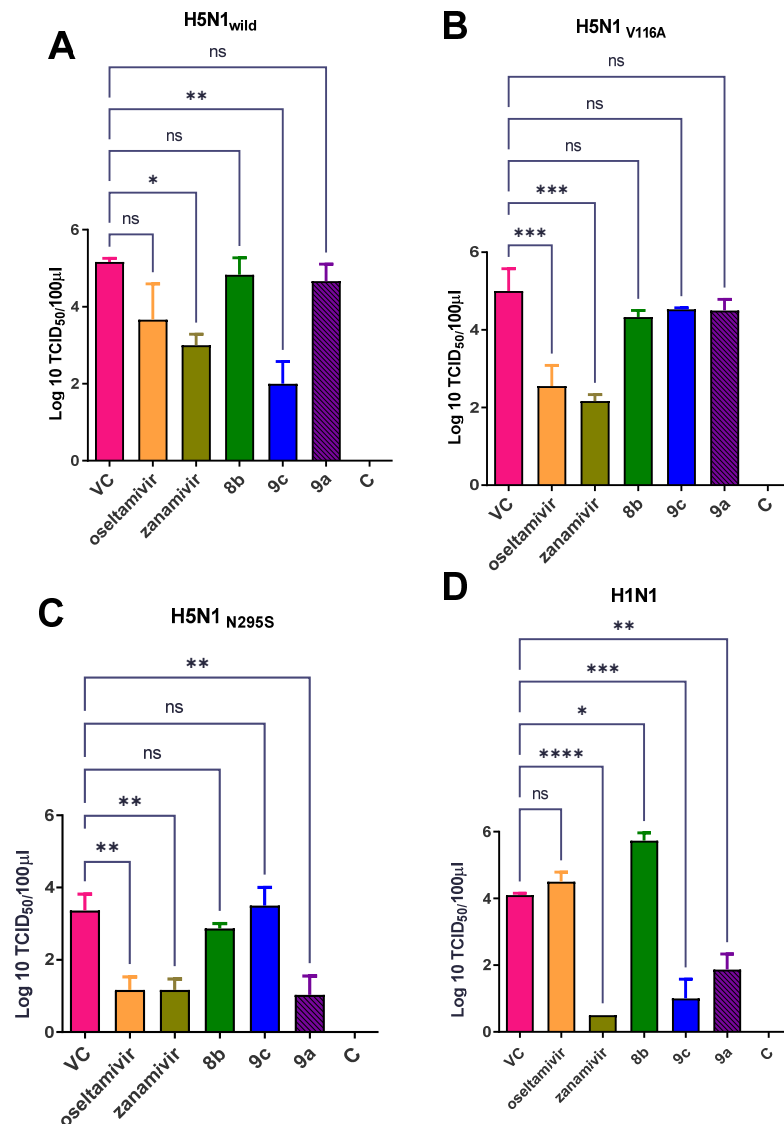 A
H5N1wild
ns
**
ns
*
ns
Log 10 TCID50/100μl
6
4
2
0
VC
oseltamivir
zanamivir
8b
9c
9a
C
B
H5N1 V116A
ns
ns
ns
***
***
Log 10 TCID50/100μl
6
4
2
0
VC
oseltamivir
zanamivir
8b
9c
9a
C
C
H5N1 N295S
**
ns
ns
**
**
Log 10 TCID50/100μl
6
4
2
0
VC
oseltamivir
zanamivir
8b
9c
9a
C
D
H1N1
**
***
*
****
ns
Log 10 TCID50/100μl
6
4
2
0
VC
oseltamivir
zanamivir
8b
9c
9a
C